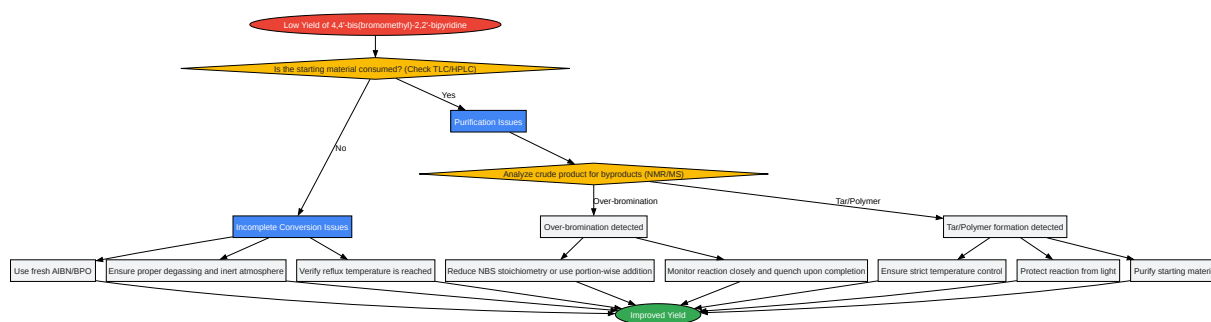 Low Yield of 4,4'-bis(bromomethyl)-2,2'-bipyridine
Is the starting material consumed? (Check TLC/HPLC)
Yes
Purification Issues
No
Analyze crude product for byproducts (NMR/MS)
Over-bromination
Tar/Polymer
Incomplete Conversion Issues
Over-bromination detected
Tar/Polymer formation detected
Use fresh AIBN/BPO
Ensure proper degassing and inert atmosphere
Verify reflux temperature is reached
Reduce NBS stoichiometry or use portion-wise addition
Monitor reaction closely and quench upon completion
Ensure strict temperature control
Protect reaction from light
Purify starting materi
Improved Yield